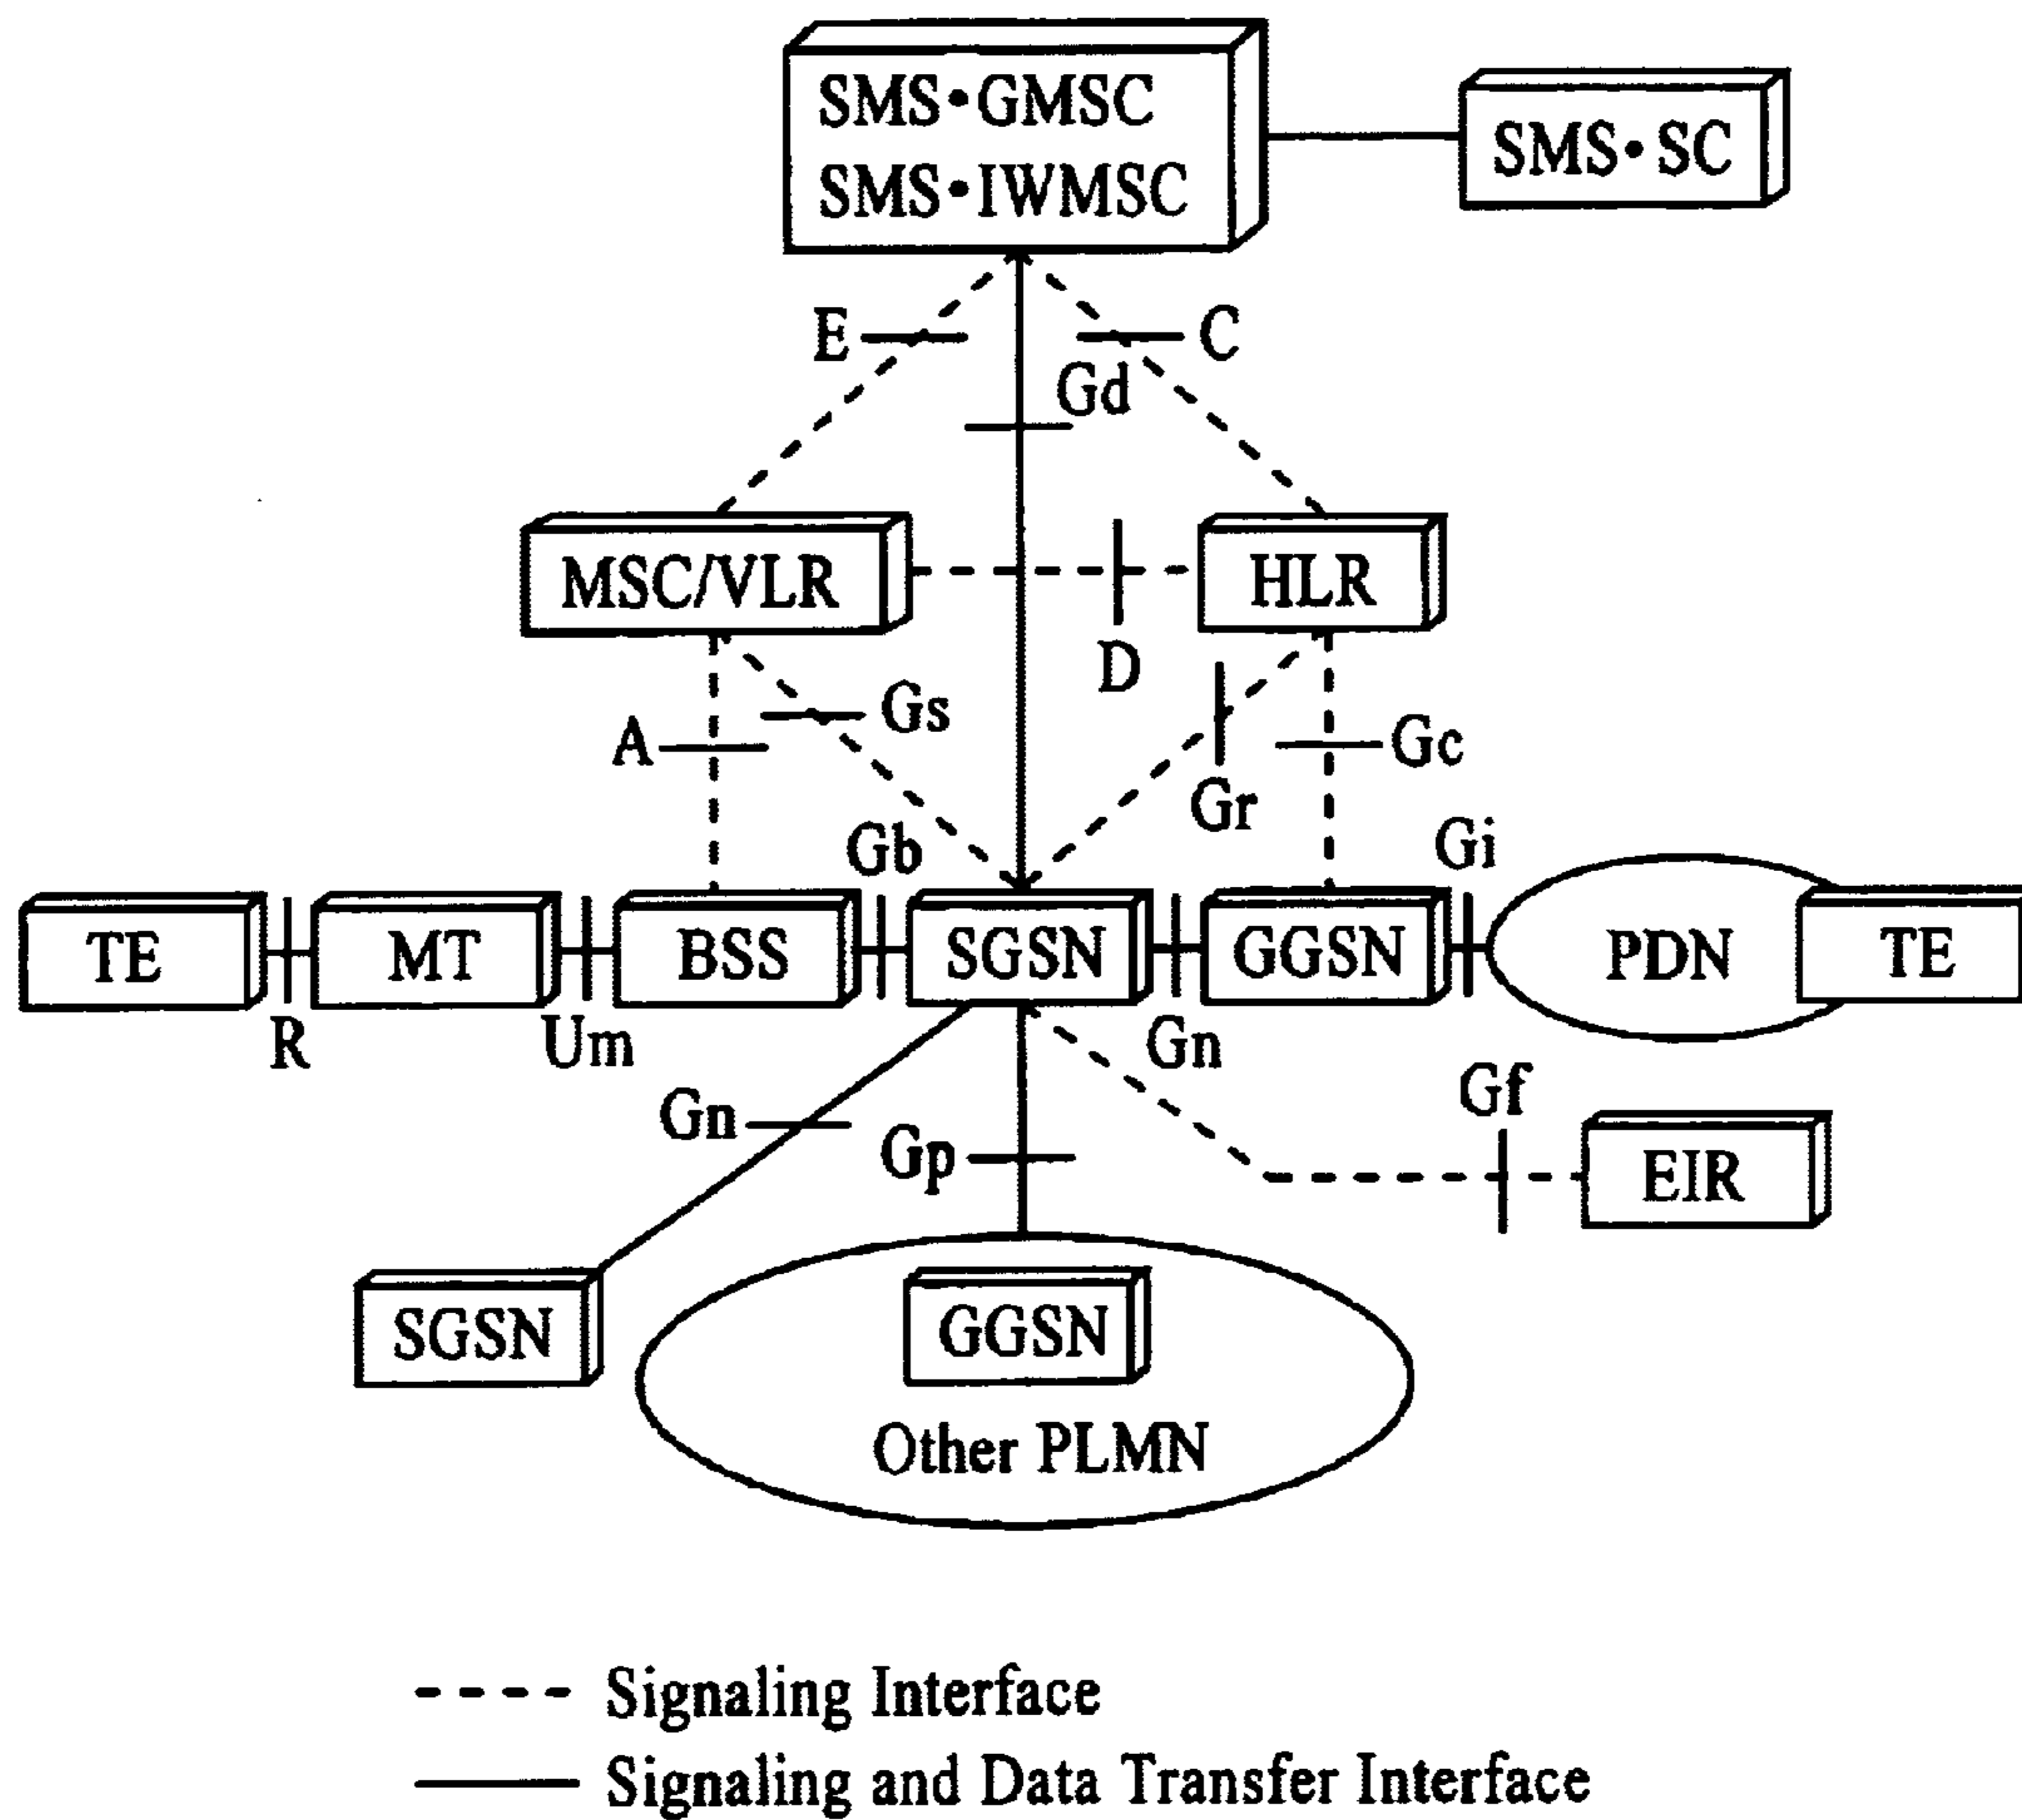 SMS•GMSC
SMS•IWMSC
SMS•SC
E
C
Gd
MSC/VLR
HLR
D
Gs
A
Gc
Gr
Gb
Gi
TE
MT
BSS
SGSN
GGSN
PDN
TE
R
Um
Gn
Gn
Gf
Gp
EIR
SGSN
GGSN
Other PLMN
Signaling Interface
Signaling and Data Transfer Interface